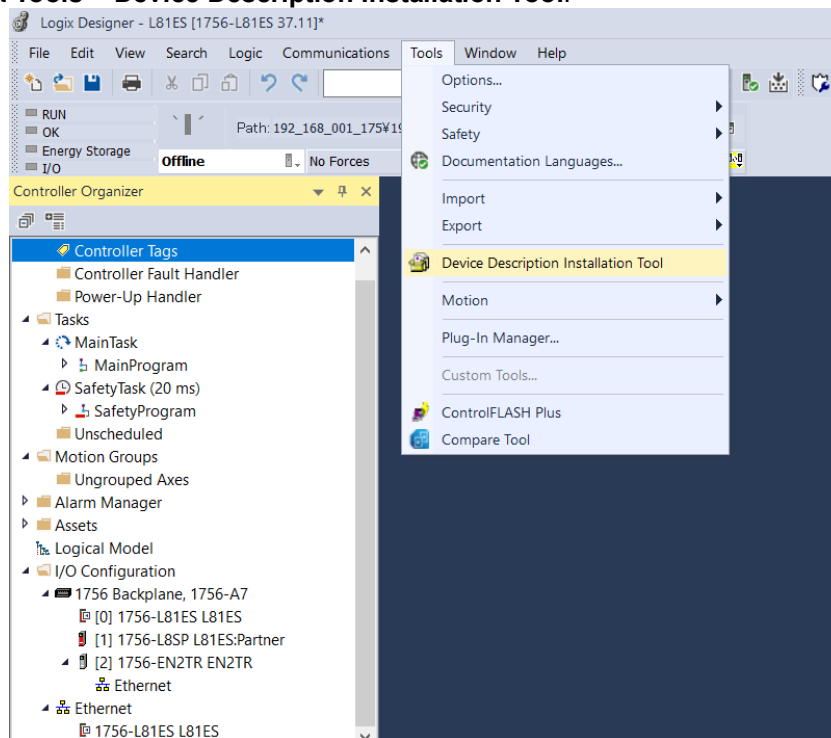 Tools
Device Description Installation Tool.
Logix Designer - L81ES [1756-L81ES 37.11]*
File Edit View Search Logic Communications Tools Window Help
RUN
OK
Energy Storage
I/O
Path: 192_168_001_175¥19
Offline
No Forces
Options...
Security
Safety
Documentation Languages...
Import
Export
Device Description Installation Tool
Motion
Plug-In Manager...
Custom Tools...
ControlFLASH Plus
Compare Tool
Controller Organizer
Controller Tags
Controller Fault Handler
Power-Up Handler
Tasks
MainTask
MainProgram
SafetyTask (20 ms)
SafetyProgram
Unscheduled
Motion Groups
Ungrouped Axes
Alarm Manager
Assets
Logical Model
I/O Configuration
1756 Backplane, 1756-A7
[0] 1756-L81ES L81ES
[1] 1756-L8SP L81ES:Partner
[2] 1756-EN2TR EN2TR
Ethernet
Ethernet
1756-L81ES L81ES